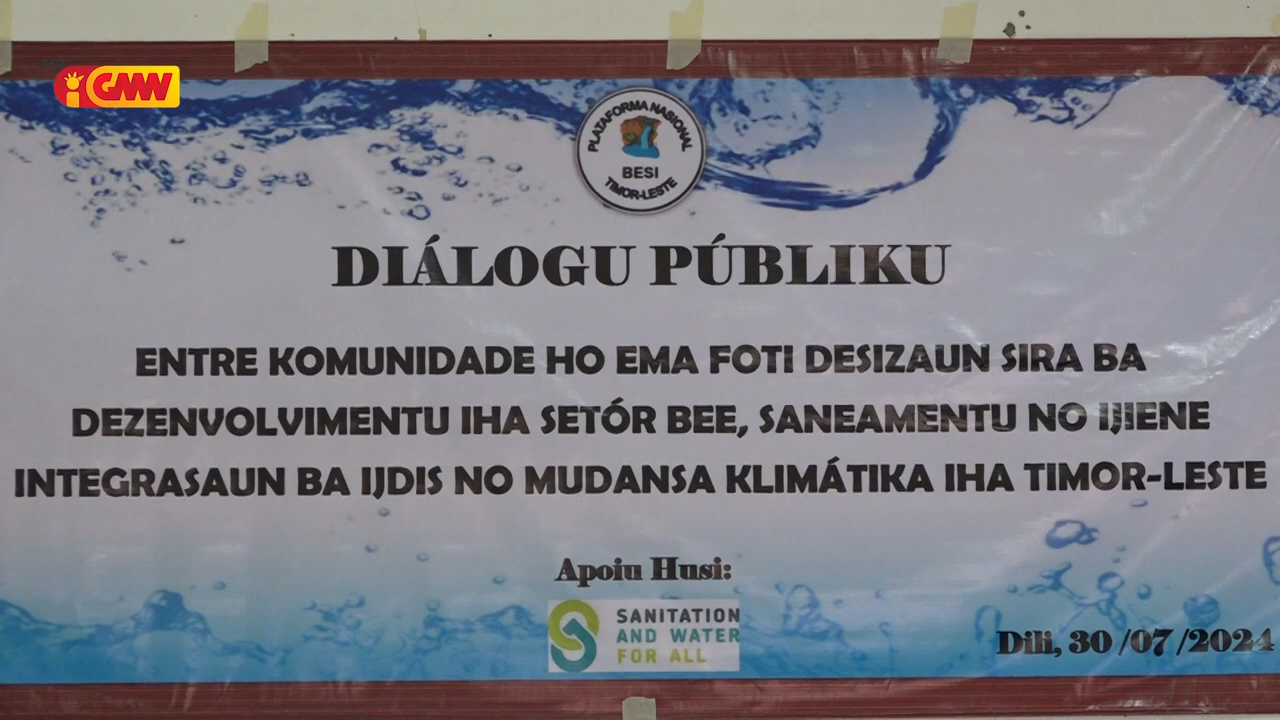 GMW
PLATAFORMA NASIONAL
BESI
TIMOR-LESTE
DIÁLOGU PÚBLIKU
ENTRE KOMUNIDADE HO EMA FOTI DESIZAUN SIRA BA
DEZENVOLVIMENTU IHA SETÓR BEE, SANEAMENTU NO IJIENE
INTEGRASAUN BA IJDIS NO MUDANSA KLIMÁTIKA IHA TIMOR-LESTE
Apoiu Husi:
SANITATION
AND WATER
FOR ALL
Dili, 30 /07 /2024